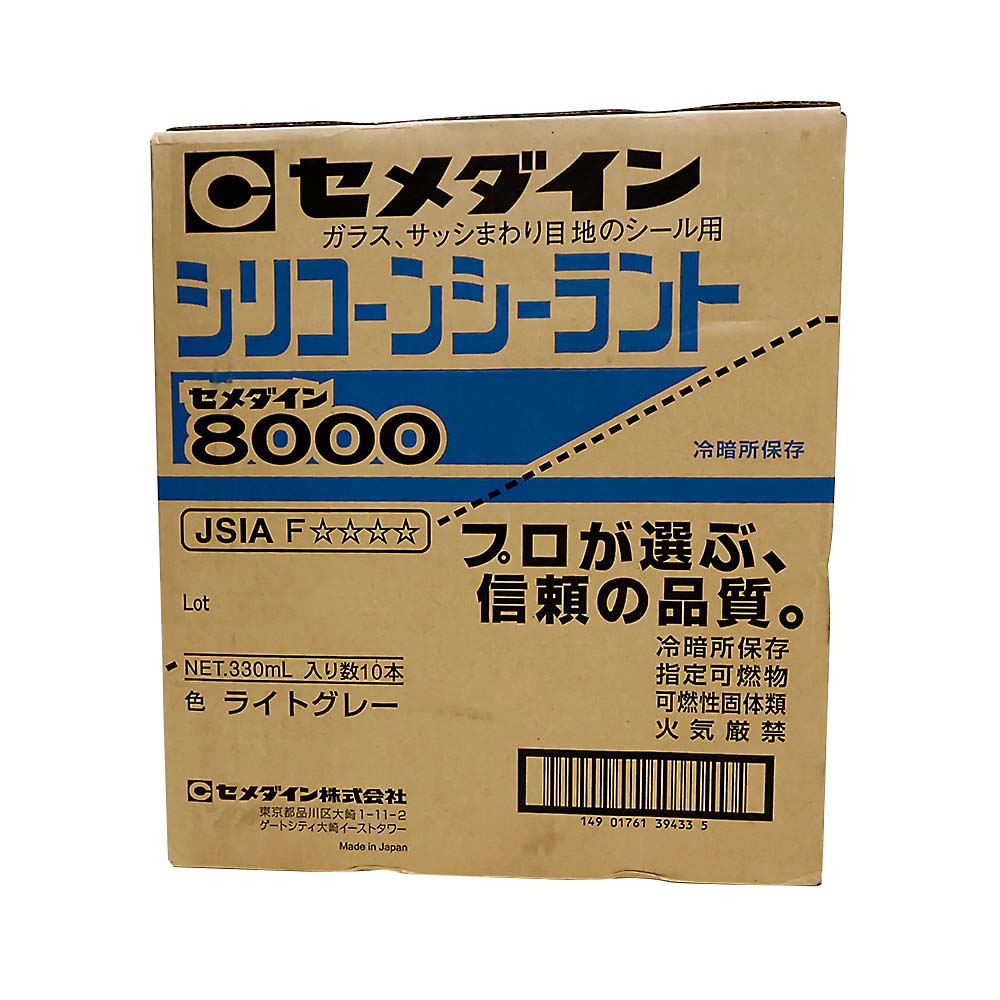 C セメダイン
ガラス、サッシまわり目地のシール用
シリコーンシーラント
セメダイン
8000
冷暗所保存
JSIA F☆☆☆☆
プロが選ぶ、
信頼の品質。
Lot
NET.330mL 入り数10本
色 ライトグレー
冷暗所保存
指定可燃物
可燃性固体類
火気厳禁
C セメダイン株式会社
東京都品川区大崎1-11-2
ゲートシティ大崎イーストタワー
Made in Japan
149 01761 39433 5